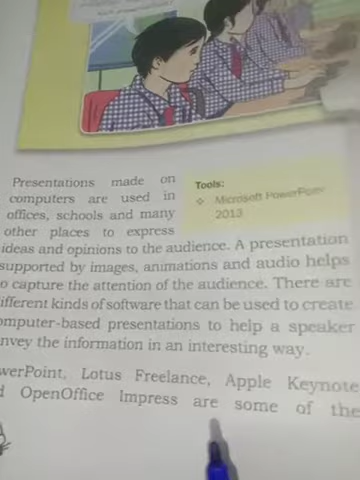 Presentations made on
computers are used in
offices, schools and many
other places to express
Tools:
Microsoft PowerPoint
2013
ideas and opinions to the audience. A presentation
supported by images, animations and audio helps
o capture the attention of the audience. There are
ifferent kinds of software that can be used to create
omputer-based presentations to help a speaker
nvey the information in an interesting way.
werPoint, Lotus Freelance, Apple Keynote
d OpenOffice Impress are some of the